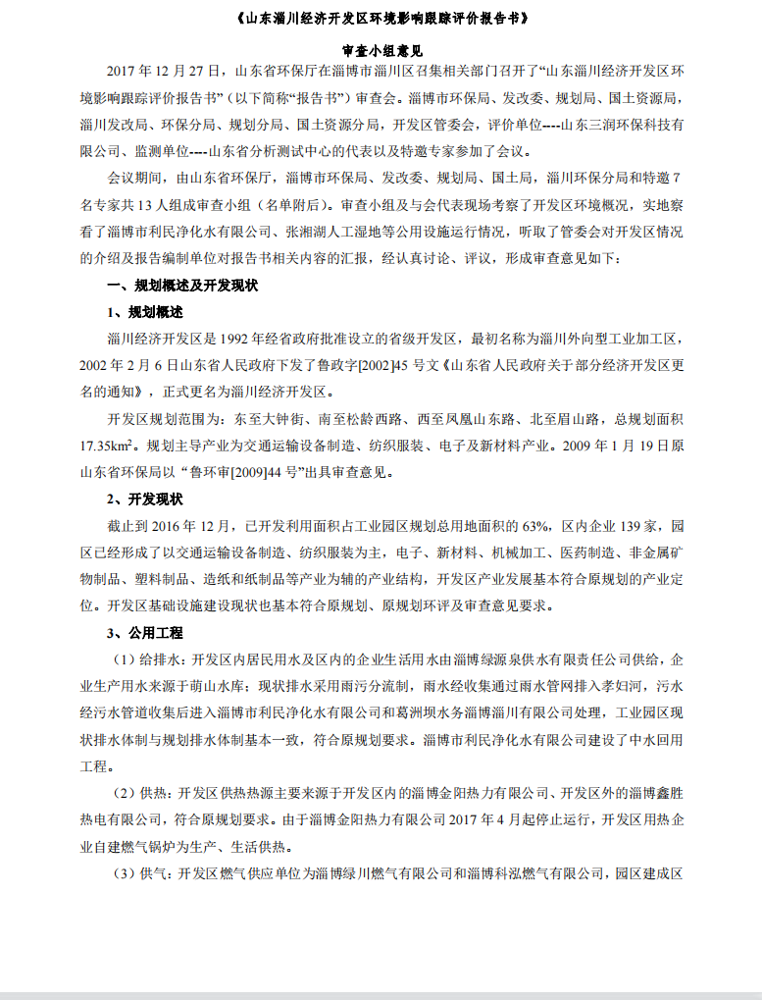 《山东淄川经济开发区环境影响跟踪评价报告书》
审查小组意见
2017 年 12 月 27 日，山东省环保厅在淄博市淄川区召集相关部门召开了“山东淄川经济开发区环
境影响跟踪评价报告书”（以下简称“报告书”）审查会。淄博市环保局、发改委、规划局、国土资源局，
淄川发改局、环保分局、规划分局、国土资源分局，开发区管委会，评价单位----山东三润环保科技有
限公司、监测单位----山东省分析测试中心的代表以及特邀专家参加了会议。
会议期间，由山东省环保厅，淄博市环保局、发改委、规划局、国土局，淄川环保分局和特邀 7
名专家共 13 人组成审查小组（名单附后）。审查小组及与会代表现场考察了开发区环境概况，实地察
看了淄博市利民净化水有限公司、张湘湖人工湿地等公用设施运行情况，听取了管委会对开发区情况
的介绍及报告编制单位对报告书相关内容的汇报，经认真讨论、评议，形成审查意见如下：
一、规划概述及开发现状
1、规划概述
淄川经济开发区是 1992 年经省政府批准设立的省级开发区，最初名称为淄川外向型工业加工区，
2002 年 2 月 6 日山东省人民政府下发了鲁政字[2002]45 号文《山东省人民政府关于部分经济开发区更
名的通知》，正式更名为淄川经济开发区。
开发区规划范围为：东至大钟街、南至松龄西路、西至凤凰山东路、北至眉山路，总规划面积
17.35km²。规划主导产业为交通运输设备制造、纺织服装、电子及新材料产业。2009 年 1 月 19 日原
山东省环保局以“鲁环审[2009]44 号”出具审查意见。
2、开发现状
截止到 2016 年 12 月，已开发利用面积占工业园区规划总用地面积的 63%，区内企业 139 家，园
区已经形成了以交通运输设备制造、纺织服装为主，电子、新材料、机械加工、医药制造、非金属矿
物制品、塑料制品、造纸和纸制品等产业为辅的产业结构，开发区产业发展基本符合原规划的产业定
位。开发区基础设施建设现状也基本符合原规划、原规划环评及审查意见要求。
3、公用工程
（1）给排水：开发区内居民用水及区内的企业生活用水由淄博绿源泉供水有限责任公司供给，企
业生产用水来源于萌山水库；现状排水采用雨污分流制，雨水经收集通过雨水管网排入孝妇河，污水
经污水管道收集后进入淄博市利民净化水有限公司和葛洲坝水务淄博淄川有限公司处理，工业园区现
状排水体制与规划排水体制基本一致，符合原规划要求。淄博市利民净化水有限公司建设了中水回用
工程。
（2）供热：开发区供热热源主要来源于开发区内的淄博金阳热力有限公司、开发区外的淄博鑫胜
热电有限公司，符合原规划要求。由于淄博金阳热力有限公司 2017 年 4 月起停止运行，开发区用热企
业自建燃气锅炉为生产、生活供热。
（3）供气：开发区燃气供应单位为淄博绿川燃气有限公司和淄博科泓燃气有限公司，园区建成区